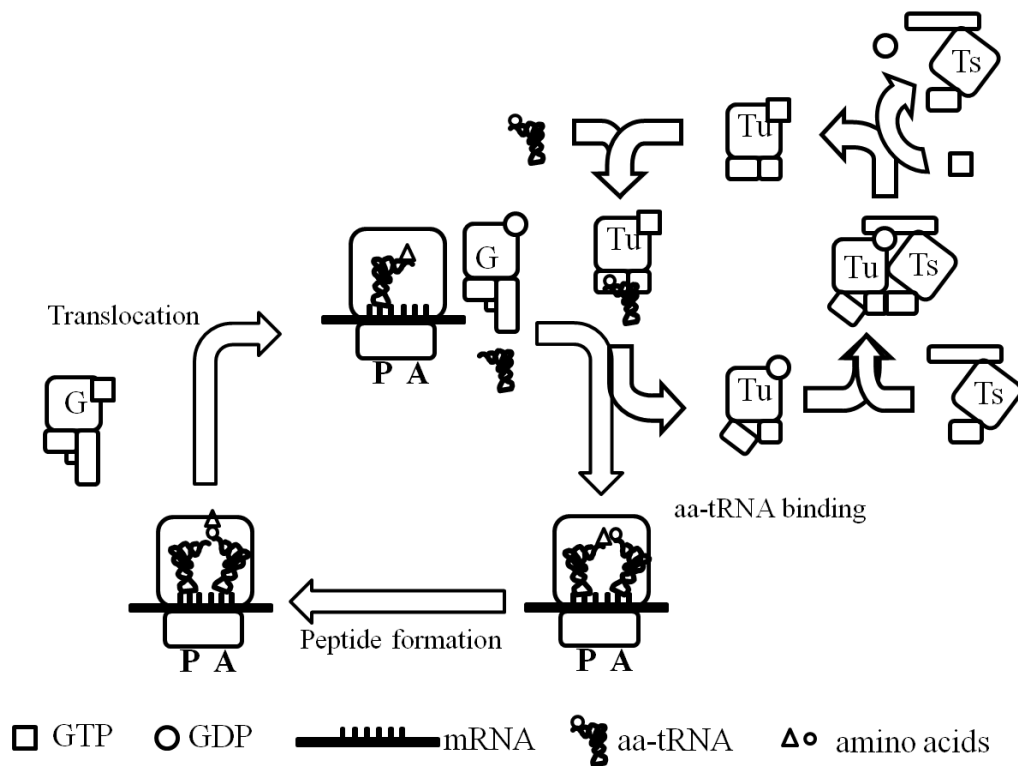 Ts
Tu
Tu
G
Tu
Ts
Translocation
P A
G
Tu
Ts
aa-tRNA binding
Peptide formation
P A
P A
GTP
GDP
mRNA
aa-tRNA
amino acids